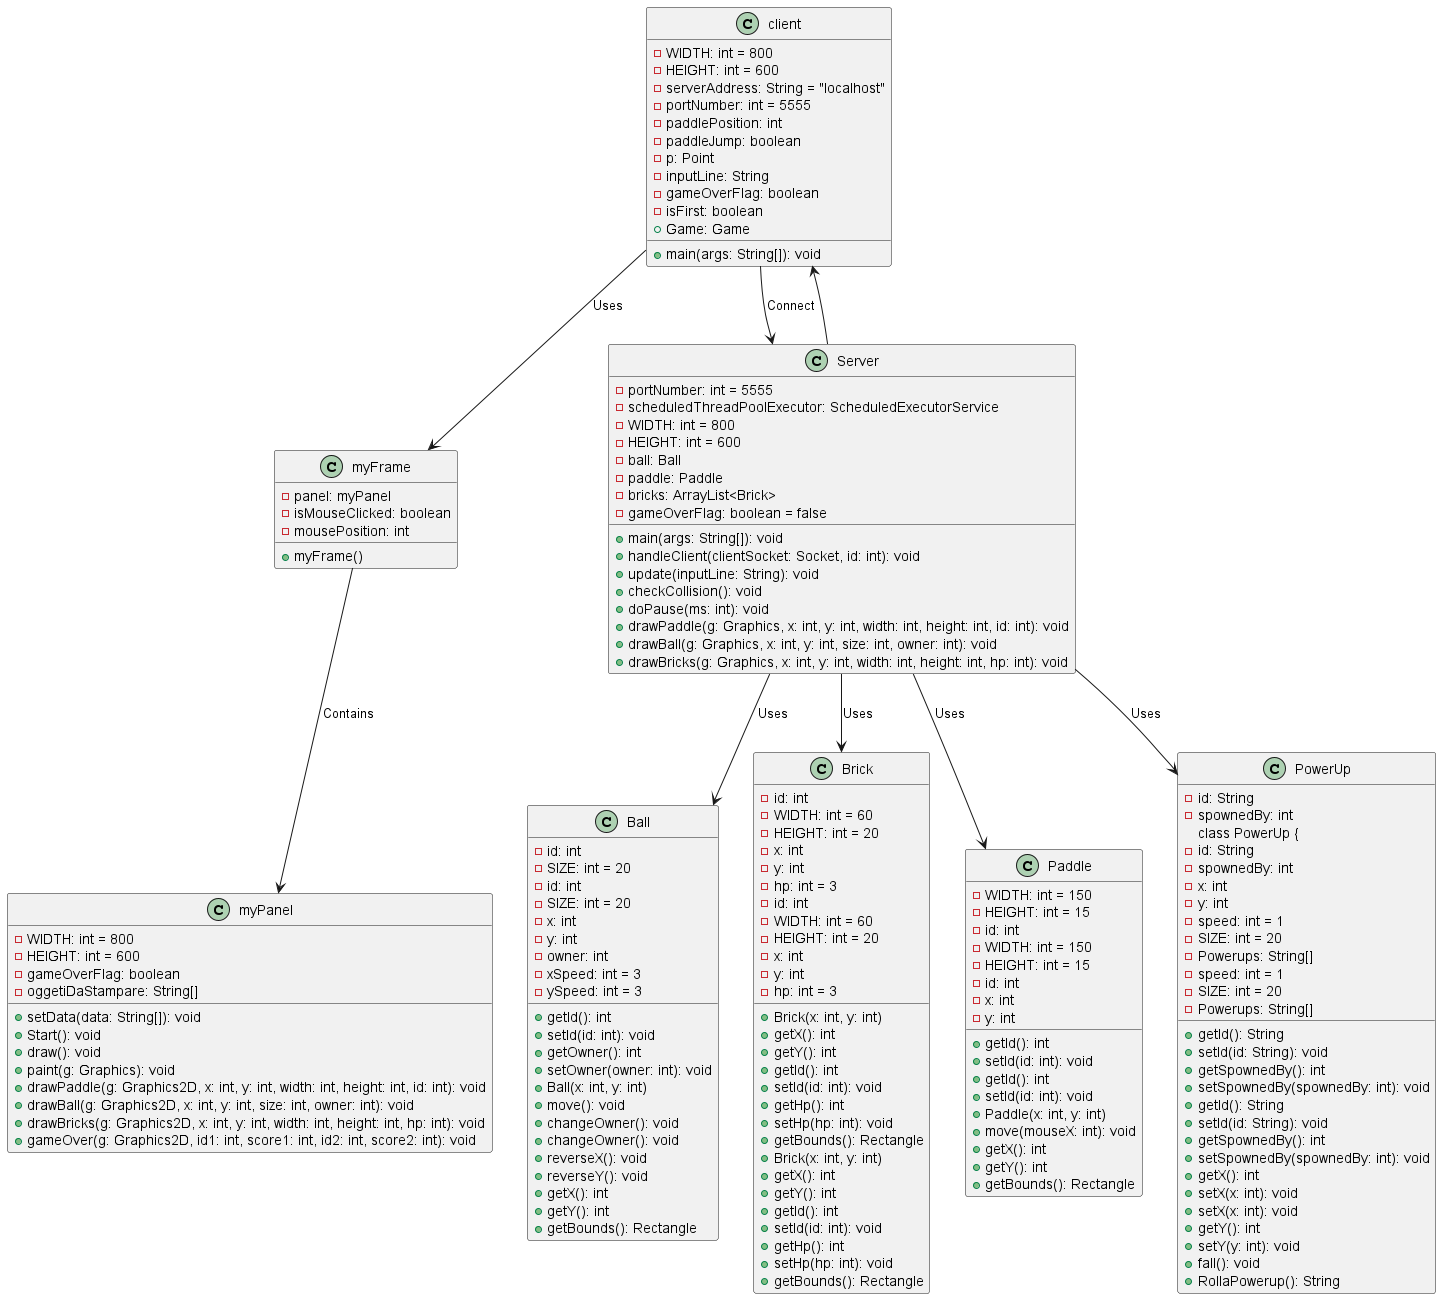 C client
WIDTH: int = 800
HEIGHT: int = 600
serverAddress: String = "localhost"
portNumber: int = 5555
paddlePosition: int
paddleJump: boolean
p: Point
inputLine: String
gameOverFlag: boolean
isFirst: boolean
Game: Game
main(args: String[]): void
Uses
Connect
C Server
portNumber: int = 5555
scheduledThreadPoolExecutor: ScheduledExecutorService
WIDTH: int = 800
HEIGHT: int = 600
ball: Ball
paddle: Paddle
bricks: ArrayList<Brick>
gameOverFlag: boolean = false
main(args: String[]): void
handleClient(clientSocket: Socket, id: int): void
update(inputLine: String): void
checkCollision(): void
doPause(ms: int): void
drawPaddle(g: Graphics, x: int, y: int, width: int, height: int, id: int): void
drawBall(g: Graphics, x: int, y: int, size: int, owner: int): void
drawBricks(g: Graphics, x: int, y: int, width: int, height: int, hp: int): void
C myFrame
panel: myPanel
isMouseClicked: boolean
mousePosition: int
myFrame()
Contains
Uses
Uses
Uses
Uses
C myPanel
WIDTH: int = 800
HEIGHT: int = 600
gameOverFlag: boolean
oggetiDaStampare: String[]
setData(data: String[]): void
Start(): void
draw(): void
paint(g: Graphics): void
drawPaddle(g: Graphics2D, x: int, y: int, width: int, height: int, id: int): void
drawBall(g: Graphics2D, x: int, y: int, size: int, owner: int): void
drawBricks(g: Graphics2D, x: int, y: int, width: int, height: int, hp: int): void
gameOver(g: Graphics2D, id1: int, score1: int, id2: int, score2: int): void
C Ball
id: int
SIZE: int = 20
id: int
SIZE: int = 20
x: int
y: int
owner: int
xSpeed: int = 3
ySpeed: int = 3
getId(): int
setId(id: int): void
getOwner(): int
setOwner(owner: int): void
Ball(x: int, y: int)
move(): void
changeOwner(): void
changeOwner(): void
reverseX(): void
reverseY(): void
getX(): int
getY(): int
getBounds(): Rectangle
C Brick
id: int
WIDTH: int = 60
HEIGHT: int = 20
x: int
y: int
hp: int = 3
id: int
WIDTH: int = 60
HEIGHT: int = 20
x: int
y: int
hp: int = 3
Brick(x: int, y: int)
getX(): int
getY(): int
getId(): int
setId(id: int): void
getHp(): int
setHp(hp: int): void
getBounds(): Rectangle
Brick(x: int, y: int)
getX(): int
getY(): int
getId(): int
setId(id: int): void
getHp(): int
setHp(hp: int): void
getBounds(): Rectangle
C Paddle
WIDTH: int = 150
HEIGHT: int = 15
id: int
WIDTH: int = 150
HEIGHT: int = 15
id: int
x: int
y: int
getId(): int
setId(id: int): void
getId(): int
setId(id: int): void
Paddle(x: int, y: int)
move(mouseX: int): void
getX(): int
getY(): int
getBounds(): Rectangle
C PowerUp
id: String
spownedBy: int
class PowerUp {
id: String
spownedBy: int
x: int
y: int
speed: int = 1
SIZE: int = 20
Powerups: String[]
speed: int = 1
SIZE: int = 20
Powerups: String[]
getId(): String
setId(id: String): void
getSpownedBy(): int
setSpownedBy(spownedBy: int): void
getId(): String
setId(id: String): void
getSpownedBy(): int
setSpownedBy(spownedBy: int): void
getX(): int
setX(x: int): void
setX(x: int): void
getY(): int
setY(y: int): void
fall(): void
RollaPowerup(): String